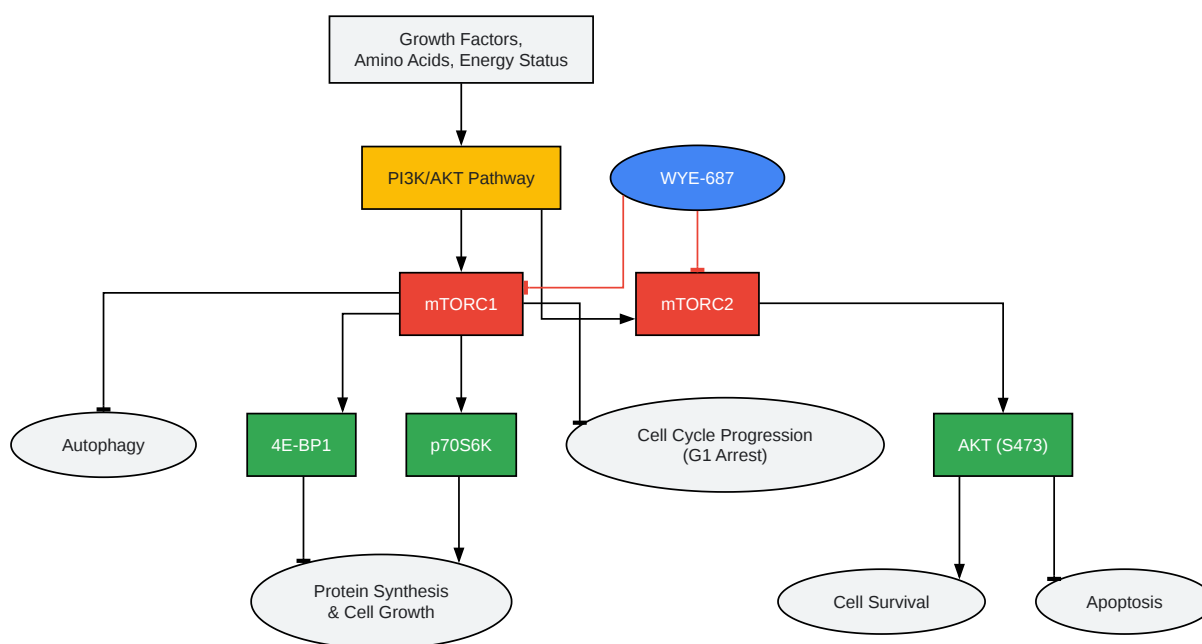 Growth Factors,
Amino Acids, Energy Status
PI3K/AKT Pathway
WYE-687
mTORC1
mTORC2
Autophagy
4E-BP1
p70S6K
Cell Cycle Progression
(G1 Arrest)
AKT (S473)
Protein Synthesis
& Cell Growth
Cell Survival
Apoptosis